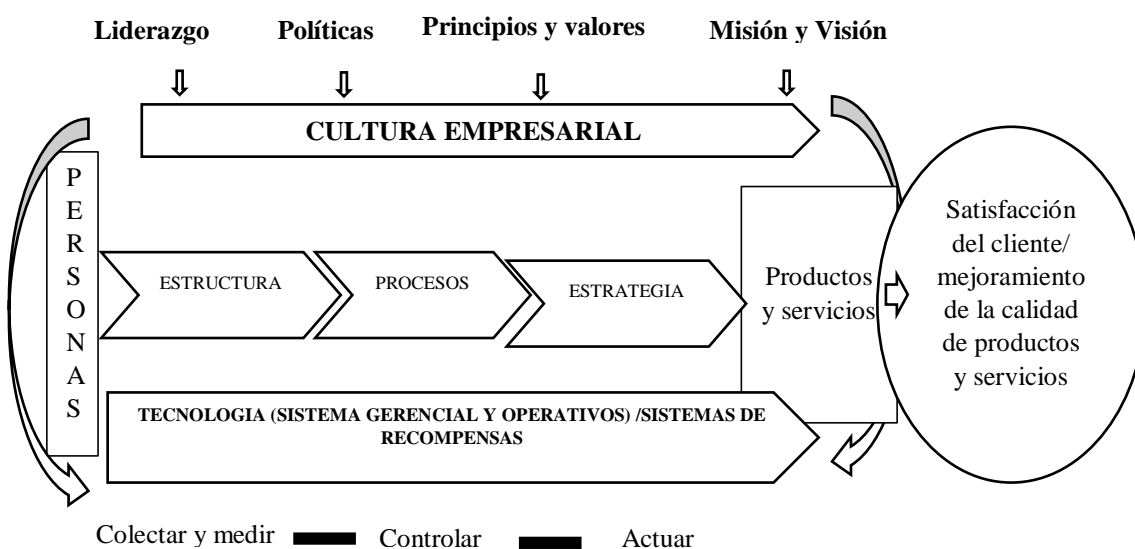 Liderazgo Políticas Principios y valores Misión y Visión
CULTURA EMPRESARIAL
PERSONAS
ESTRUCTURA
PROCESOS
ESTRATEGIA
Productos
y servicios
Satisfacción
del cliente/
mejoramiento
de la calidad
de productos
y servicios
TECNOLOGIA (SISTEMA GERENCIAL Y OPERATIVOS) /SISTEMAS DE
RECOMPENSAS
Colectar y medir Controlar Actuar